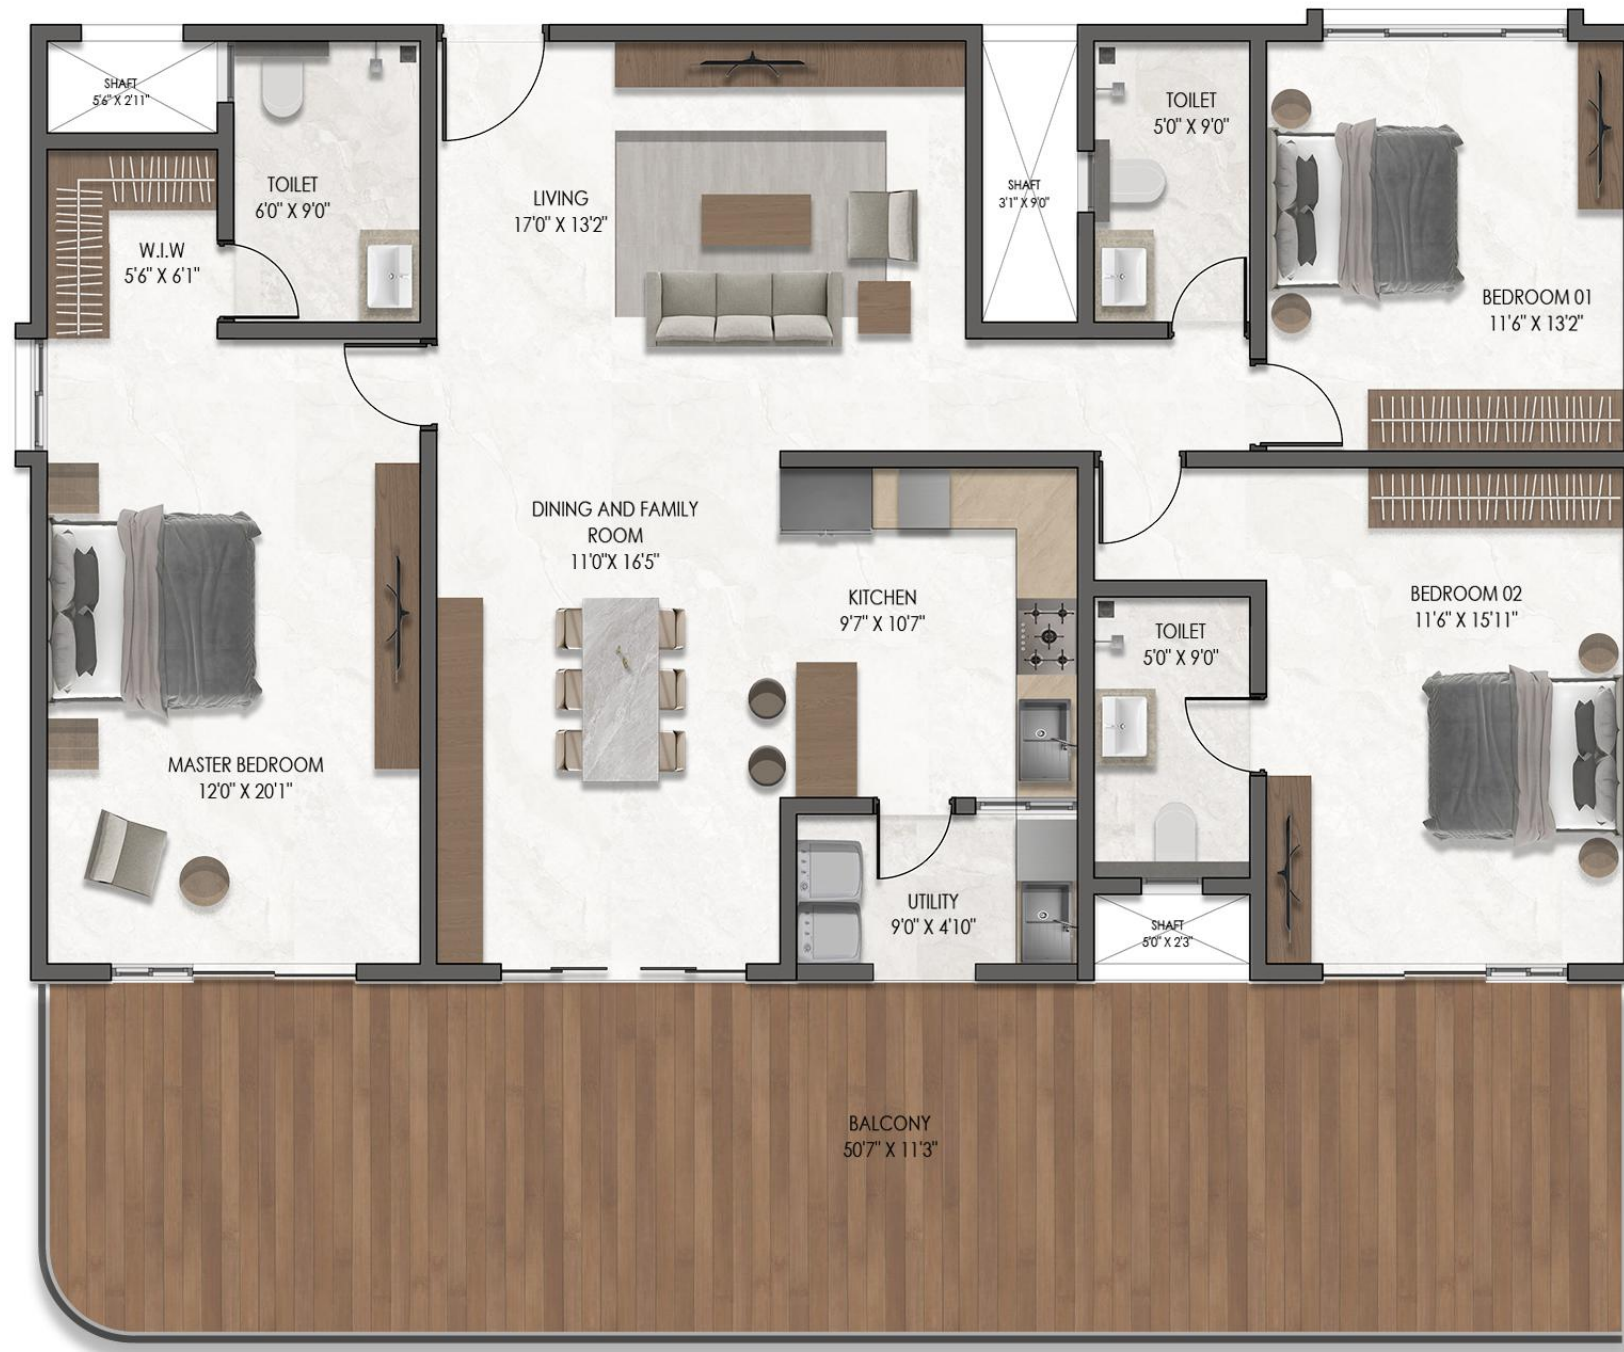 SHAFT
5'6" X 2'11"
TOILET
6'0" X 9'0"
W.I.W
5'6" X 6'1"
LIVING
17'0" X 13'2"
SHAFT
3'1" X 9'0"
TOILET
5'0" X 9'0"
BEDROOM 01
11'6" X 13'2"
DINING AND FAMILY
ROOM
11'0"X 16'5"
KITCHEN
9'7" X 10'7"
TOILET
5'0" X 9'0"
BEDROOM 02
11'6" X 15'11"
MASTER BEDROOM
12'0" X 20'1"
UTILITY
9'0" X 4'10"
SHAFT
5'0" X 2'3"
BALCONY
50'7" X 11'3"